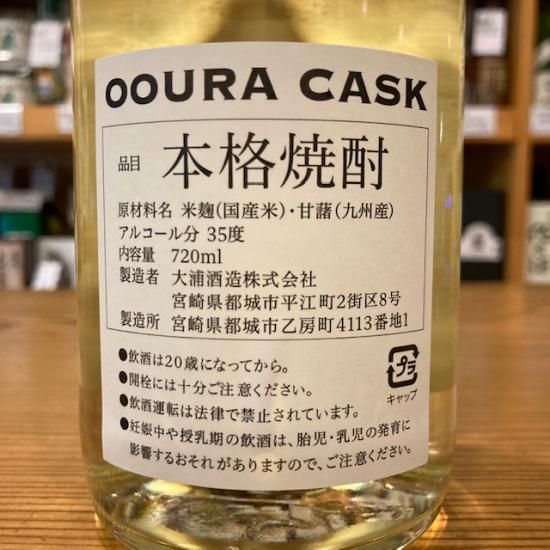 OOURA CASK
品目 本格焼酎
原材料名 米麹(国産米)・甘藷(九州産)
アルコール分 35度
内容量 720ml
製造者 大浦酒造株式会社
宮崎県都城市平江町2街区8号
製造所 宮崎県都城市乙房町4113番地1
●飲酒は20歳になってから。
●開栓には十分ご注意ください。
●飲酒運転は法律で禁止されています。
●妊娠中や授乳期の飲酒は、胎児・乳児の発育に
影響するおそれがありますので、ご注意ください。
プラ
キャップ